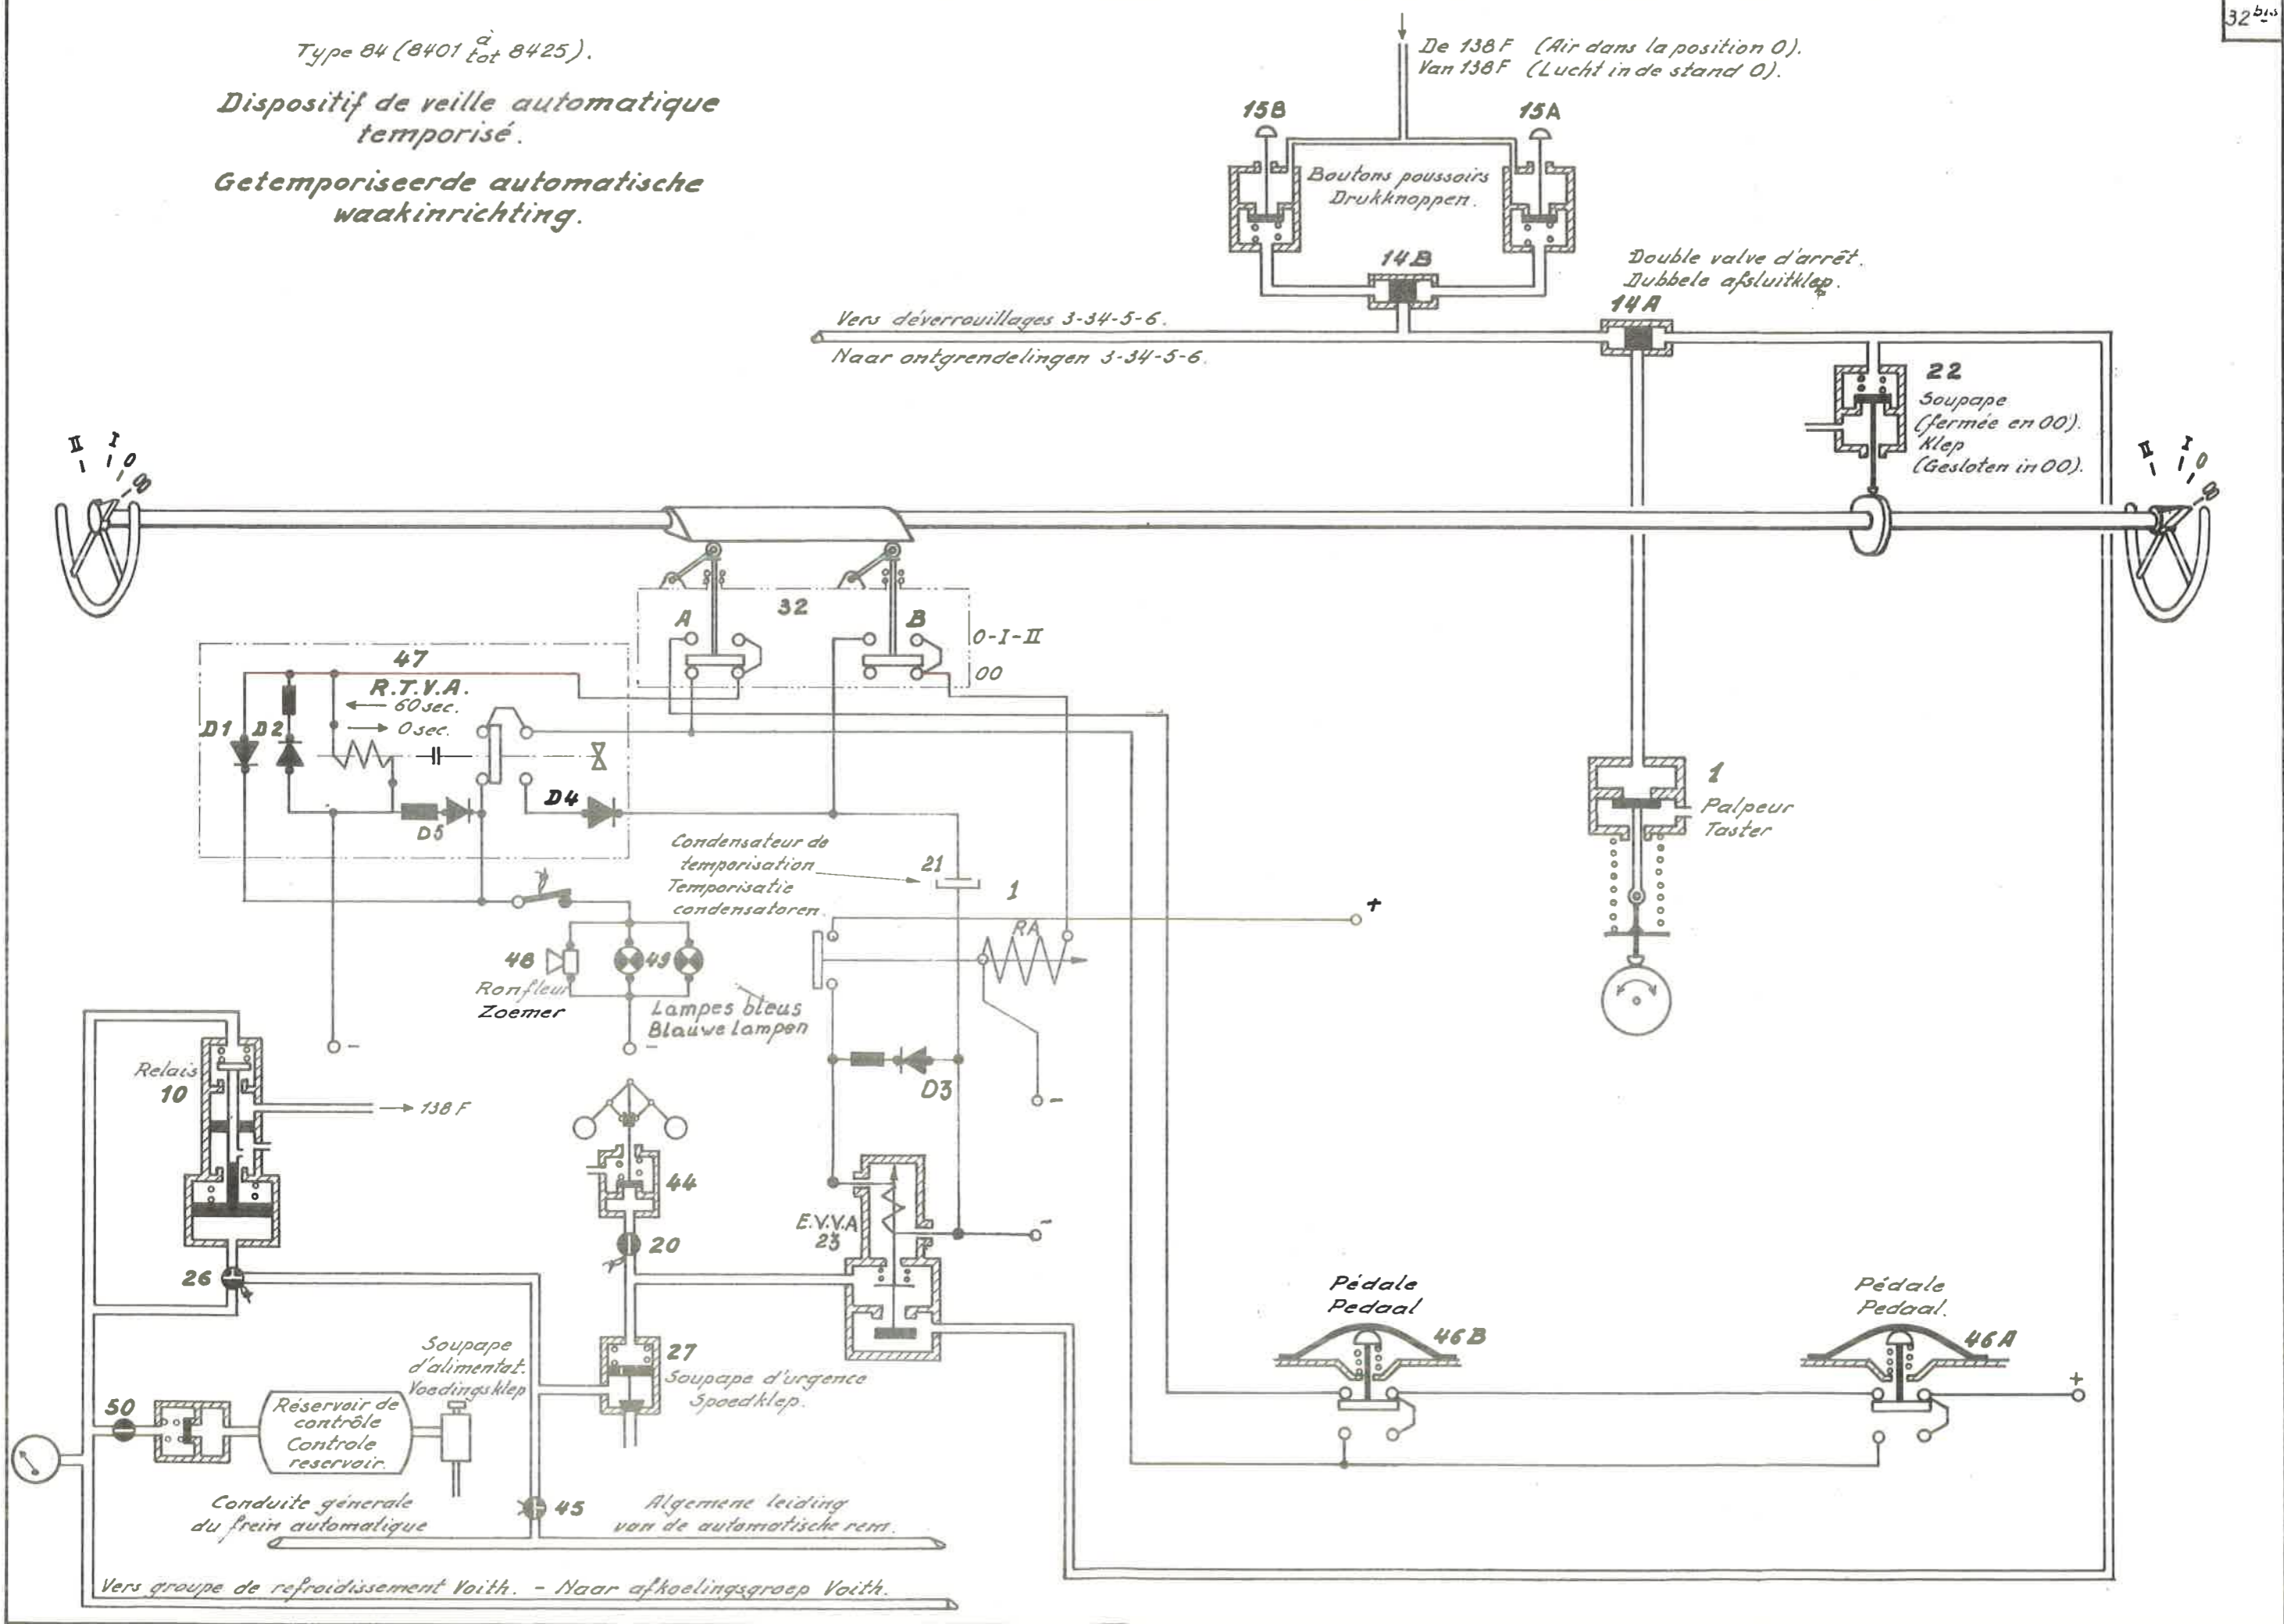 32 bis
Type 84 (8401 à tot 8425).
Dispositif de veille automatique
temporisé.
Getemporiseerde automatische
waakinrichting.
De 138F (Air dans la position 0).
Van 138F (Lucht in de stand 0).
15B
15A
Boutons poussoirs
Drukknoppen.
14B
Double valve d'arrêt.
Dubbele afsluitklep.
14A
Vers déverrouillages 3-34-5-6.
Naar ontgrendelingen 3-34-5-6.
22
Soupape
(fermée en 00).
Klep
(Gesloten in 00).
II I 0 00
II I 0 00
32
A
B
0-I-II
00
47
R.T.V.A.
60 sec.
0 sec.
D1 D2
D4
D5
Condensateur de
temporisation
Temporisatie
condensatoren.
21
1
RA
+
1
Palpeur
Taster
48
49
Ronfleur
Zoemer
Lampes bleus
Blauwe lampen
-
-
D3
-
Relais
10
138 F
44
20
E.V.V.A
23
-
26
Pédale
Pedaal
46B
Pédale
Pedaal.
46A
+
Soupape
d'alimentat.
Voedingsklep
27
Soupape d'urgence
Spoedklep.
50
Réservoir de
contrôle
Controle
reservoir.
45
Conduite générale
du frein automatique
Algemene leiding
van de automatische rem.
Vers groupe de refroidissement Voith. - Naar afkoelingsgroep Voith.